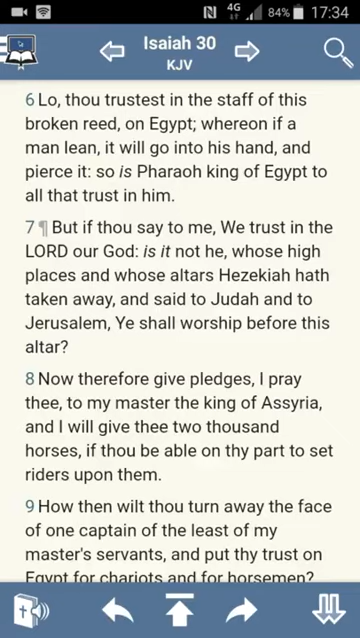 4G 84% 17:34
Isaiah 30
KJV
6 Lo, thou trustest in the staff of this
broken reed, on Egypt; whereon if a
man lean, it will go into his hand, and
pierce it: so is Pharaoh king of Egypt to
all that trust in him.
7 ¶ But if thou say to me, We trust in the
LORD our God: is it not he, whose high
places and whose altars Hezekiah hath
taken away, and said to Judah and to
Jerusalem, Ye shall worship before this
altar?
8 Now therefore give pledges, I pray
thee, to my master the king of Assyria,
and I will give thee two thousand
horses, if thou be able on thy part to set
riders upon them.
9 How then wilt thou turn away the face
of one captain of the least of my
master's servants, and put thy trust on
Egypt for chariots and for horsemen?